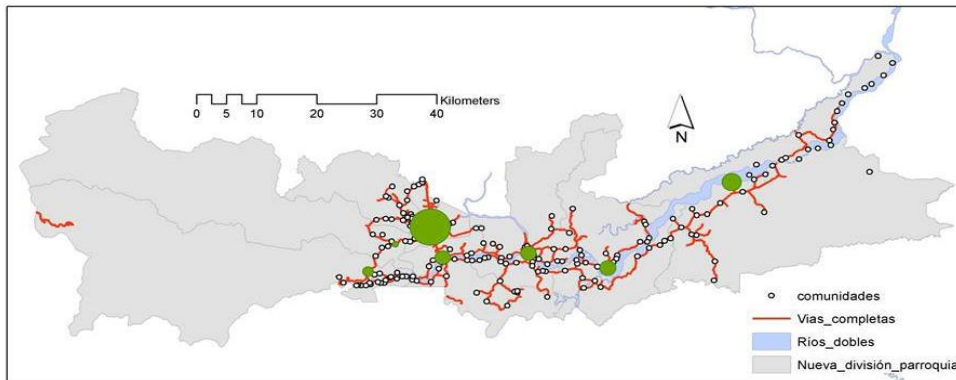 Kilometers
0 5 10 20 30 40
N
comunidades
Vias_completas
Ríos_dobles
Nueva_división_parroquia